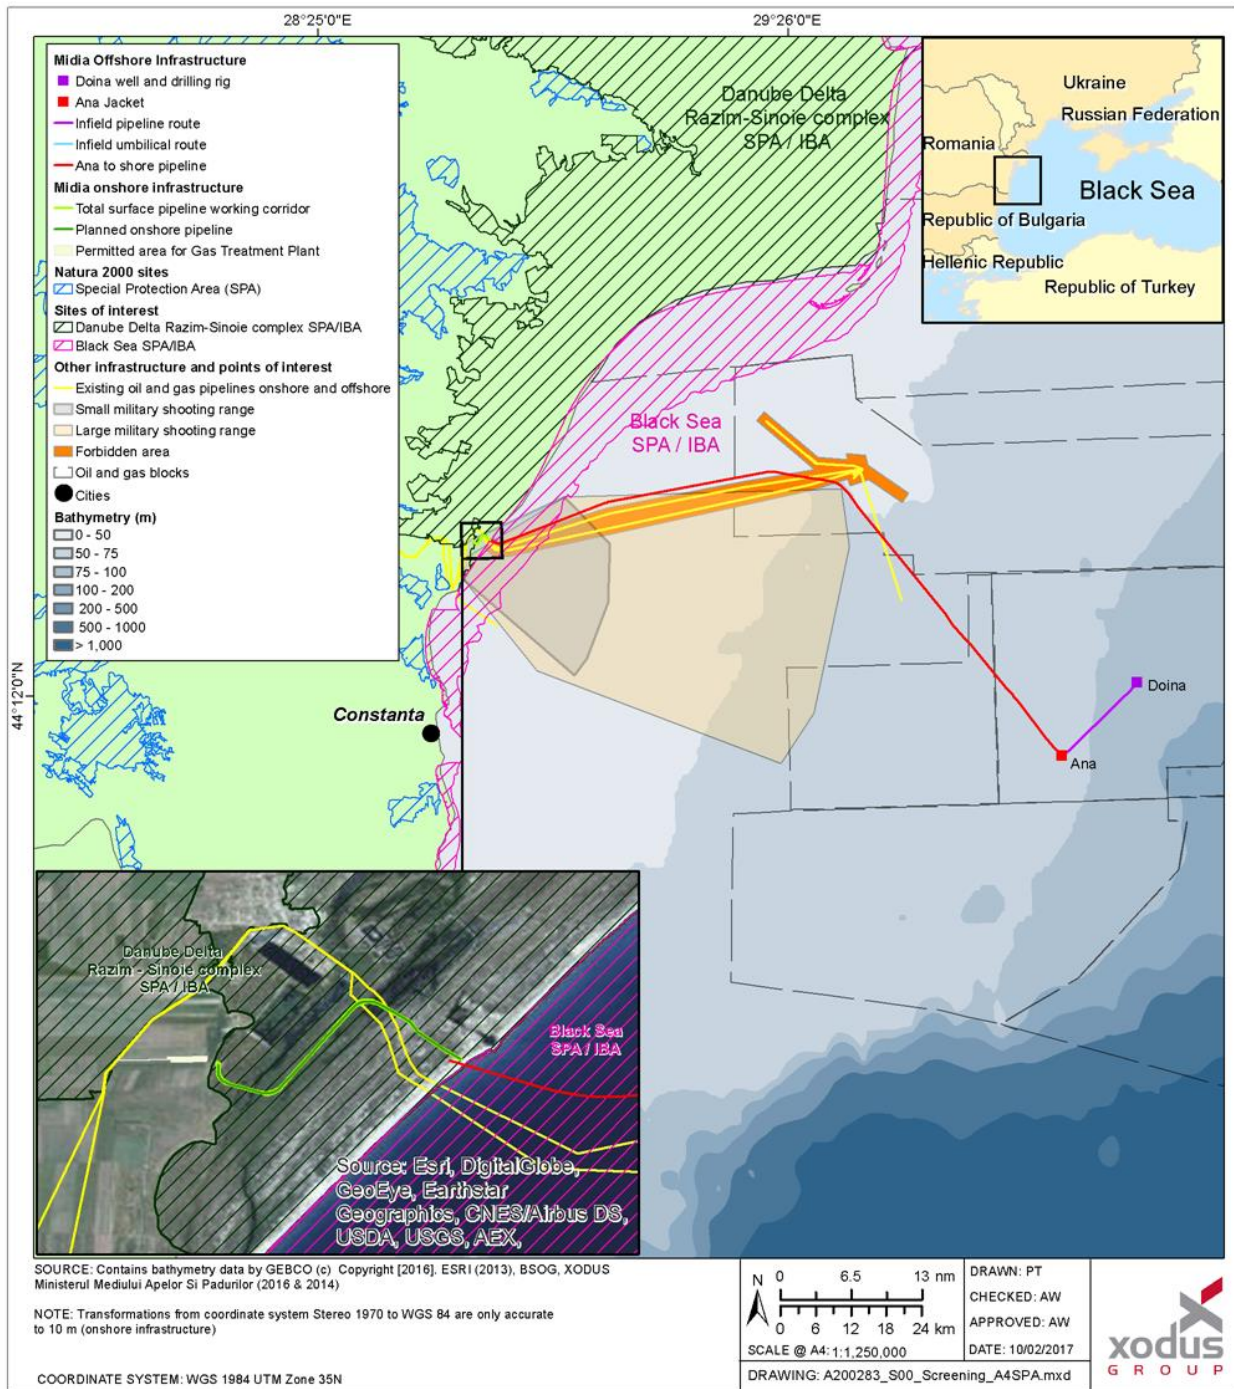 28°25'0"E
29°26'0"E
44°12'0"N
Midia Offshore Infrastructure
Doina well and drilling rig
Ana Jacket
Infield pipeline route
Infield umbilical route
Ana to shore pipeline
Midia onshore infrastructure
Total surface pipeline working corridor
Planned onshore pipeline
Permitted area for Gas Treatment Plant
Natura 2000 sites
Special Protection Area (SPA)
Sites of interest
Danube Delta Razim-Sinoie complex SPA/IBA
Black Sea SPA/IBA
Other infrastructure and points of interest
Existing oil and gas pipelines onshore and offshore
Small military shooting range
Large military shooting range
Forbidden area
Oil and gas blocks
Cities
Bathymetry (m)
0 - 50
50 - 75
75 - 100
100 - 200
200 - 500
500 - 1000
> 1,000
Danube Delta
Razim-Sinoie complex
SPA / IBA
Ukraine
Russian Federation
Romania
Black Sea
Republic of Bulgaria
Hellenic Republic
Republic of Turkey
Black Sea
SPA / IBA
Constanta
Doina
Ana
Danube Delta
Razim - Sinoie complex
SPA / IBA
Black Sea
SPA / IBA
Source: Esri, DigitalGlobe,
GeoEye, Earthstar
Geographics, CNES/Airbus DS,
USDA, USGS, AEX,
SOURCE: Contains bathymetry data by GEBCO (c) Copyright [2016]. ESRI (2013), BSOG, XODUS
Ministerul Mediului Apelor Si Padurilor (2016 & 2014)
NOTE: Transformations from coordinate system Stereo 1970 to WGS 84 are only accurate
to 10 m (onshore infrastructure)
COORDINATE SYSTEM: WGS 1984 UTM Zone 35N
N
0 6.5 13 nm
0 6 12 18 24 km
SCALE @ A4: 1:1,250,000
DRAWN: PT
CHECKED: AW
APPROVED: AW
DATE: 10/02/2017
DRAWING: A200283_S00_Screening_A4SPA.mxd
xodus
GROUP